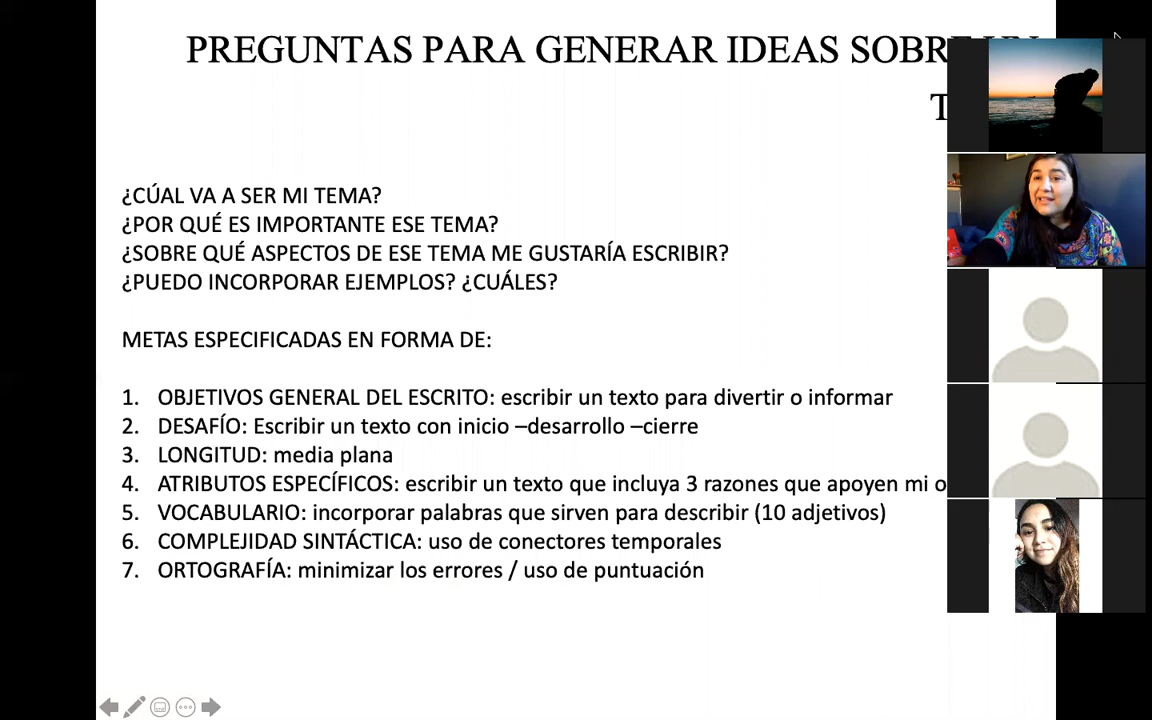 PREGUNTAS PARA GENERAR IDEAS SOBRE UN
¿CÚAL VA A SER MI TEMA?
¿POR QUÉ ES IMPORTANTE ESE TEMA?
¿SOBRE QUÉ ASPECTOS DE ESE TEMA ME GUSTARÍA ESCRIBIR?
¿PUEDO INCORPORAR EJEMPLOS? ¿CUÁLES?
METAS ESPECIFICADAS EN FORMA DE:
1. OBJETIVOS GENERAL DEL ESCRITO: escribir un texto para divertir o informar
2. DESAFÍO: Escribir un texto con inicio –desarrollo –cierre
3. LONGITUD: media plana
4. ATRIBUTOS ESPECÍFICOS: escribir un texto que incluya 3 razones que apoyen mi
5. VOCABULARIO: incorporar palabras que sirven para describir (10 adjetivos)
6. COMPLEJIDAD SINTÁCTICA: uso de conectores temporales
7. ORTOGRAFÍA: minimizar los errores / uso de puntuación